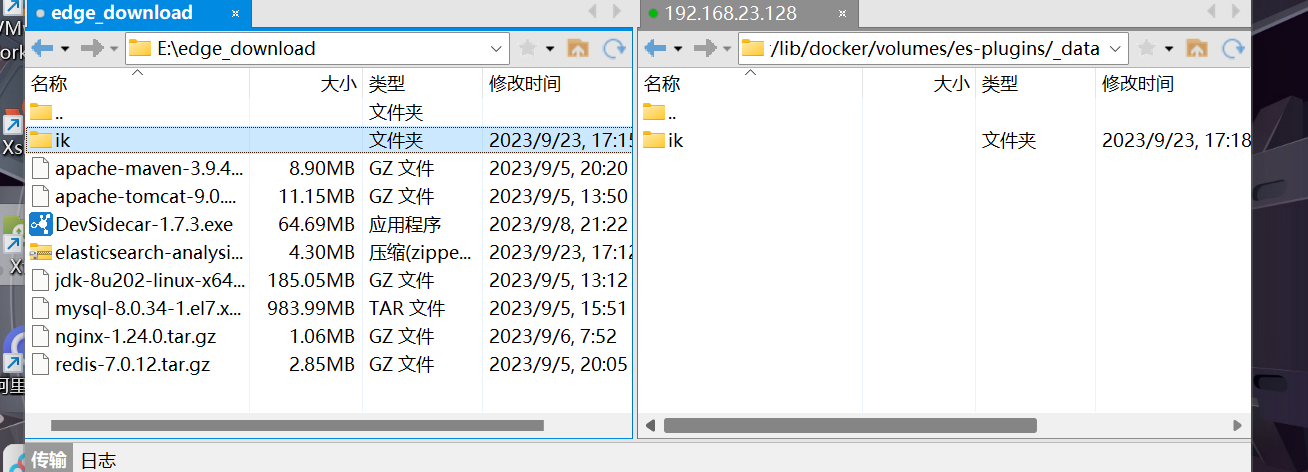 edge_download
192.168.23.128
E:\edge_download
/lib/docker/volumes/es-plugins/_data
名称 大小 类型 修改时间
名称 大小 类型 修改时间
.. 文件夹
..
ik 文件夹 2023/9/23, 17:15
ik 文件夹 2023/9/23, 17:18
apache-maven-3.9.4... 8.90MB GZ 文件 2023/9/5, 20:20
apache-tomcat-9.0.... 11.15MB GZ 文件 2023/9/5, 13:50
DevSidecar-1.7.3.exe 64.69MB 应用程序 2023/9/8, 21:22
elasticsearch-analysi... 4.30MB 压缩(zippe... 2023/9/23, 17:12
jdk-8u202-linux-x64... 185.05MB GZ 文件 2023/9/5, 13:12
mysql-8.0.34-1.el7.x... 983.99MB TAR 文件 2023/9/5, 15:51
nginx-1.24.0.tar.gz 1.06MB GZ 文件 2023/9/6, 7:52
redis-7.0.12.tar.gz 2.85MB GZ 文件 2023/9/5, 20:05
传输 日志